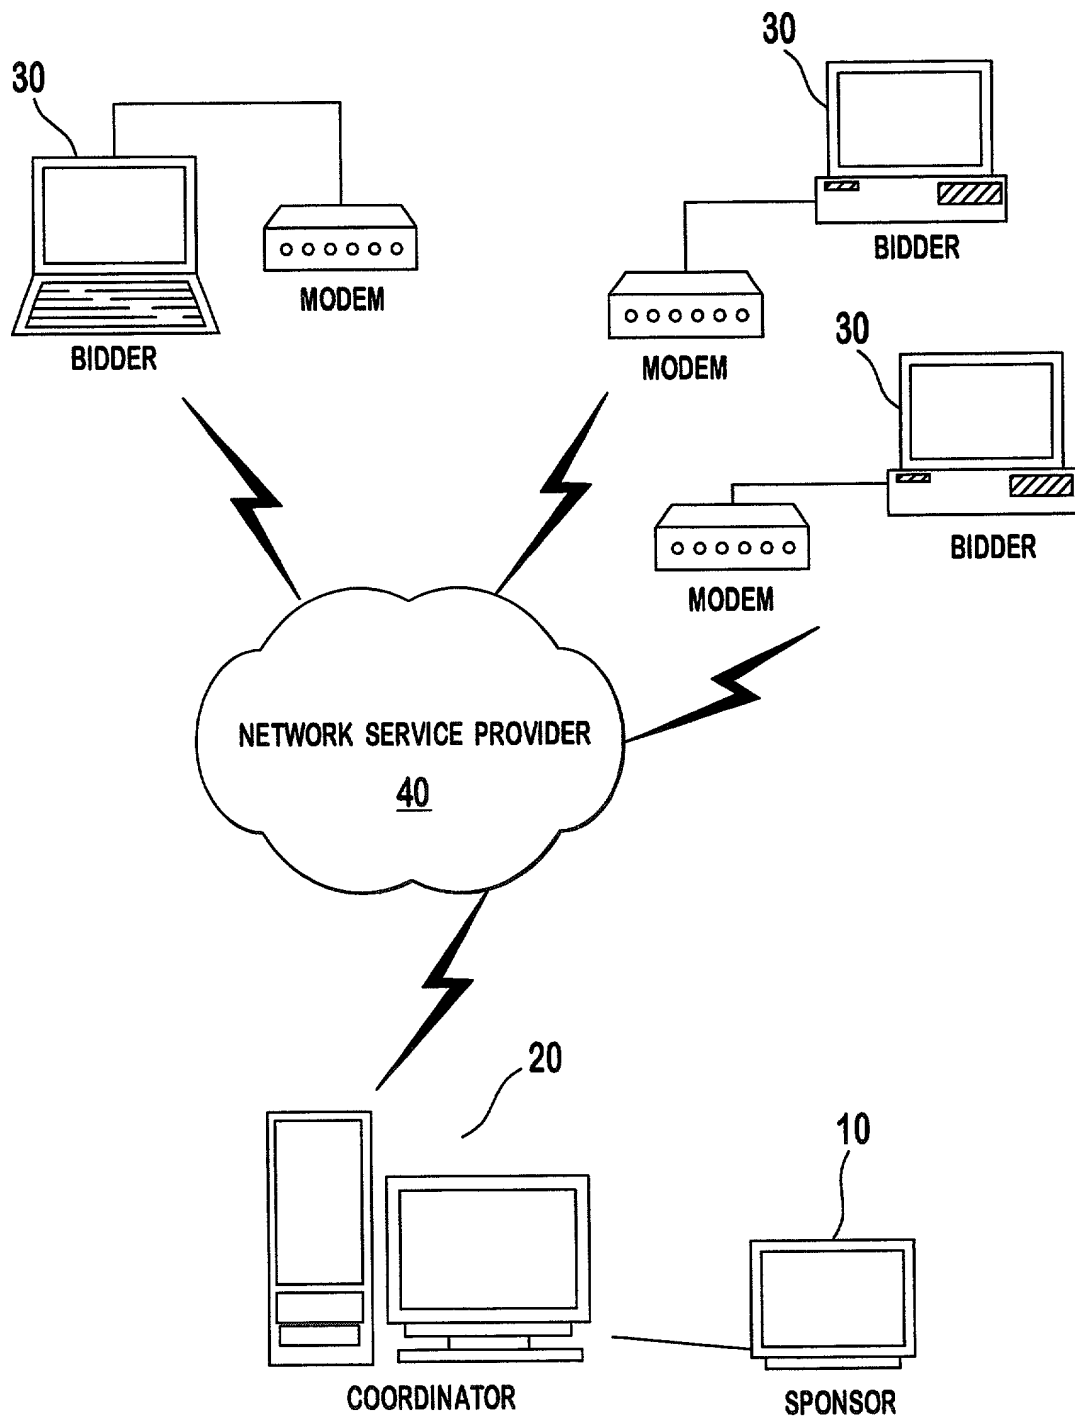 30
30
BIDDER
MODEM
BIDDER
MODEM
30
BIDDER
MODEM
NETWORK SERVICE PROVIDER
40
20
10
COORDINATOR
SPONSOR